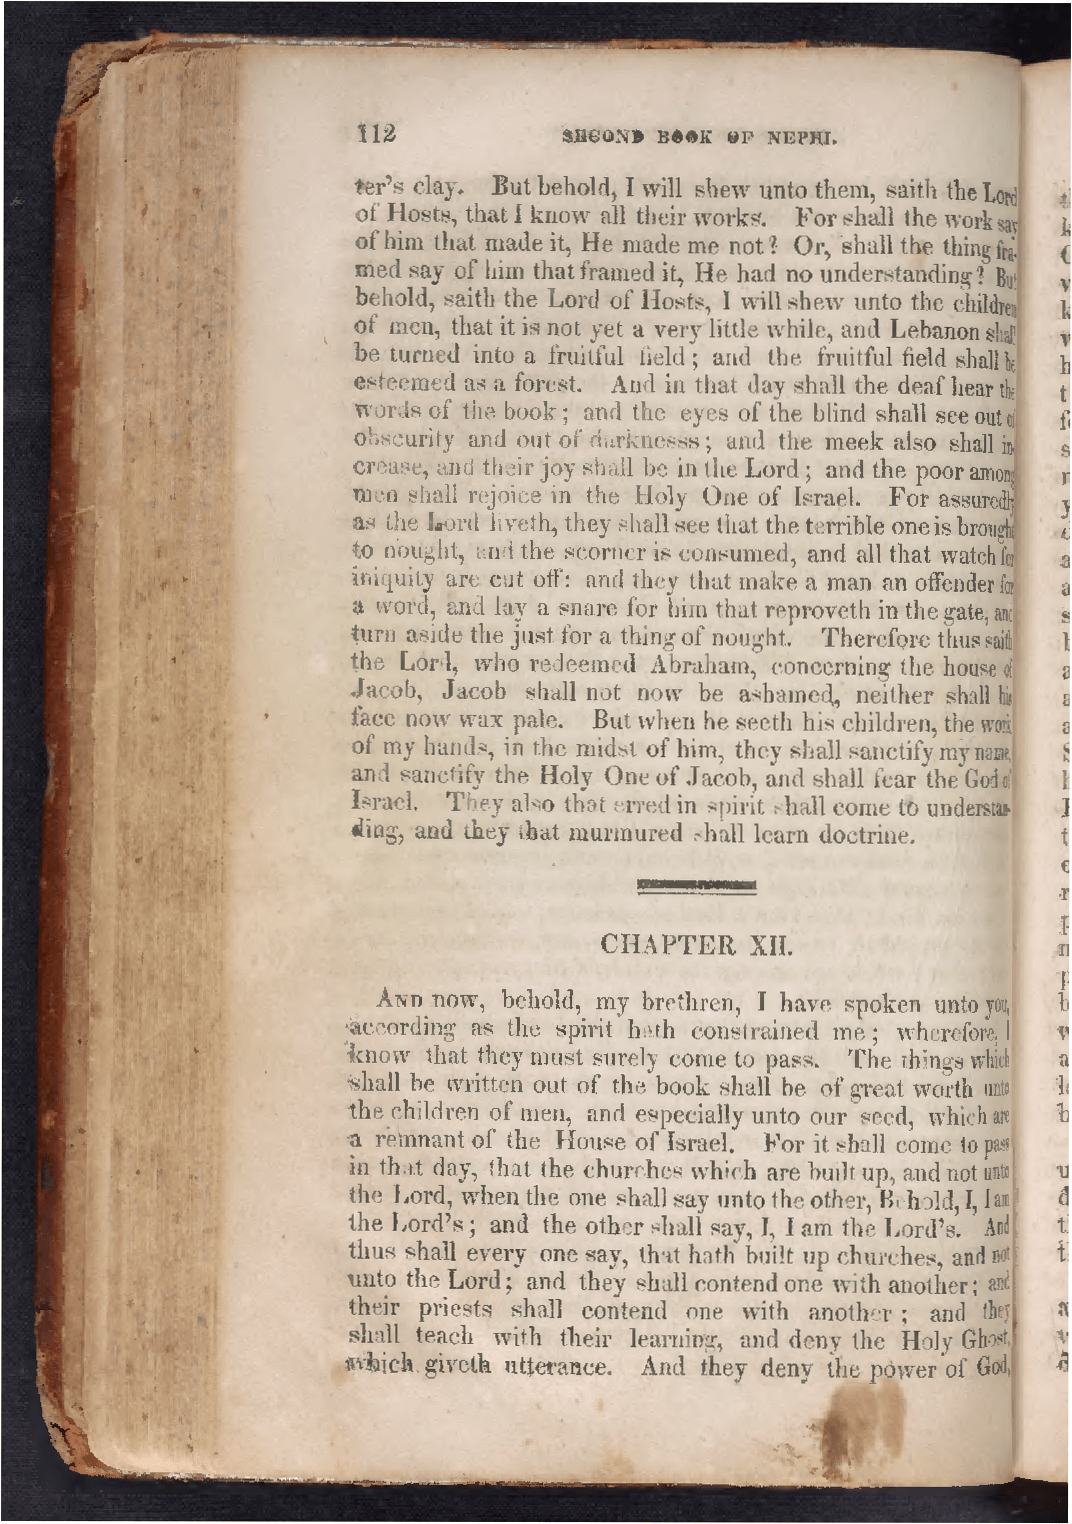 112 SECOND BOOK OF NEPHI.
ter's clay. But behold, I will shew unto them, saith the Lord
of Hosts, that I know all their works. For shall the work say
of him that made it, He made me not? Or, shall the thing fra-
med say of him that framed it, He had no understanding? But
behold, saith the Lord of Hosts, I will shew unto the children
of men, that it is not yet a very little while, and Lebanon shall
be turned into a fruitful field; and the fruitful field shall be
esteemed as a forest. And in that day shall the deaf hear the
words of the book; and the eyes of the blind shall see out of
obscurity and out of darknesss; and the meek also shall in-
crease, and their joy shall be in the Lord; and the poor among
men shall rejoice in the Holy One of Israel. For assuredly
as the Lord liveth, they shall see that the terrible one is brought
to nought, and the scorner is consumed, and all that watch for
iniquity are cut off: and they that make a man an offender for
a word, and lay a snare for him that reproveth in the gate, and
turn aside the just for a thing of nought. Therefore thus saith
the Lord, who redeemed Abraham, concerning the house of
Jacob, Jacob shall not now be ashamed, neither shall his
face now wax pale. But when he seeth his children, the work
of my hands, in the midst of him, they shall sanctify my name,
and sanctify the Holy One of Jacob, and shall fear the God of
Israel. They also that erred in spirit shall come to understan-
ding, and they that murmured shall learn doctrine.
CHAPTER XII.
AND now, behold, my brethren, I have spoken unto you,
according as the spirit hath constrained me; wherefore, I
know that they must surely come to pass. The things which
shall be written out of the book shall be of great worth unto
the children of men, and especially unto our seed, which are
a remnant of the House of Israel. For it shall come to pass
in that day, that the churches which are built up, and not unto
the Lord, when the one shall say unto the other, Behold, I, I am
the Lord's; and the other shall say, I, I am the Lord's. And
thus shall every one say, that hath built up churches, and not
unto the Lord; and they shall contend one with another; and
their priests shall contend one with another; and they
shall teach with their learning, and deny the Holy Ghost,
which giveth utterance. And they deny the power of God,